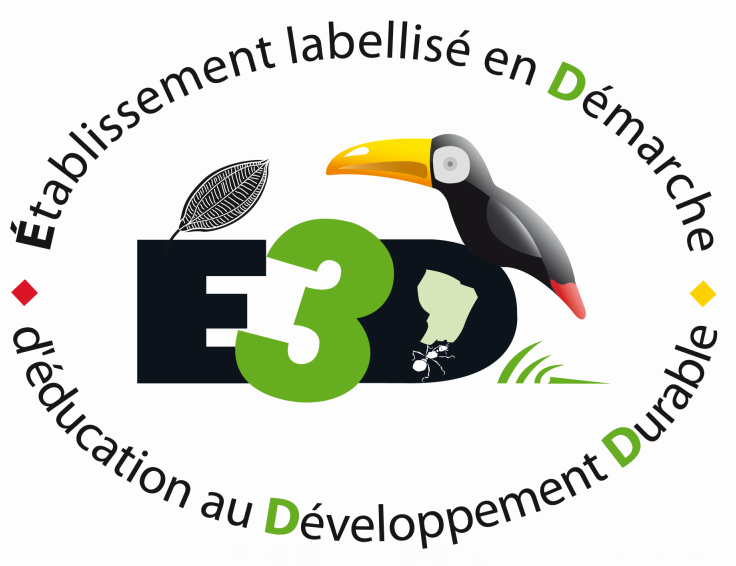 Établissement labellisé en Démarche
E3D
d'éducation au Développement Durable